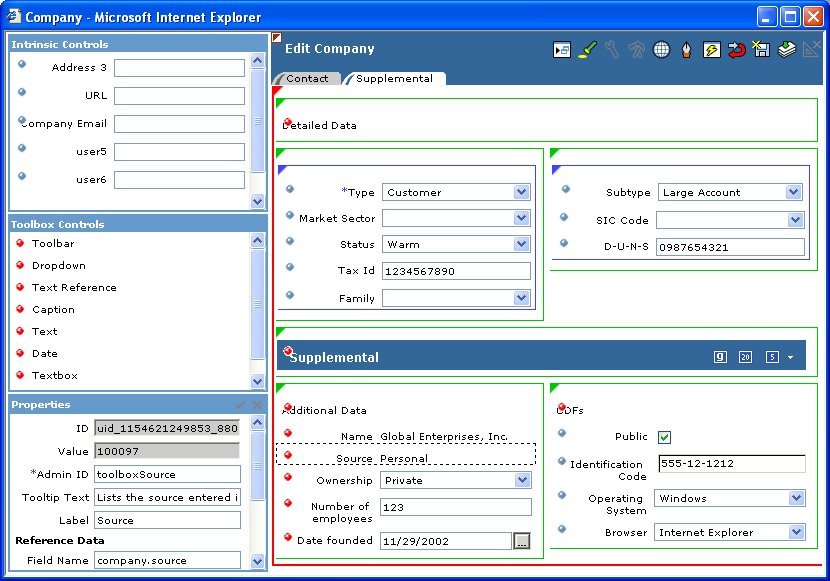 Company - Microsoft Internet Explorer
Intrinsic Controls
Address 3
URL
Company Email
user5
user6
Toolbox Controls
Toolbar
Dropdown
Text Reference
Caption
Text
Date
Textbox
Properties
ID uid_1154621249853_880
Value 100097
*Admin ID toolboxSource
Tooltip Text Lists the source entered i
Label Source
Reference Data
Field Name company.source
Edit Company
Contact Supplemental
Detailed Data
*Type Customer
Market Sector
Status Warm
Tax Id 1234567890
Family
Subtype Large Account
SIC Code
D-U-N-S 0987654321
Supplemental 9 20 5
Additional Data
Name Global Enterprises, Inc.
Source Personal
Ownership Private
Number of
employees 123
Date founded 11/29/2002 ...
UDFs
Public
Identification
Code 555-12-1212
Operating
System Windows
Browser Internet Explorer